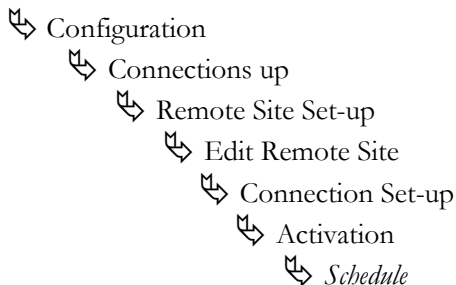 Configuration
Connections up
Remote Site Set-up
Edit Remote Site
Connection Set-up
Activation
Schedule